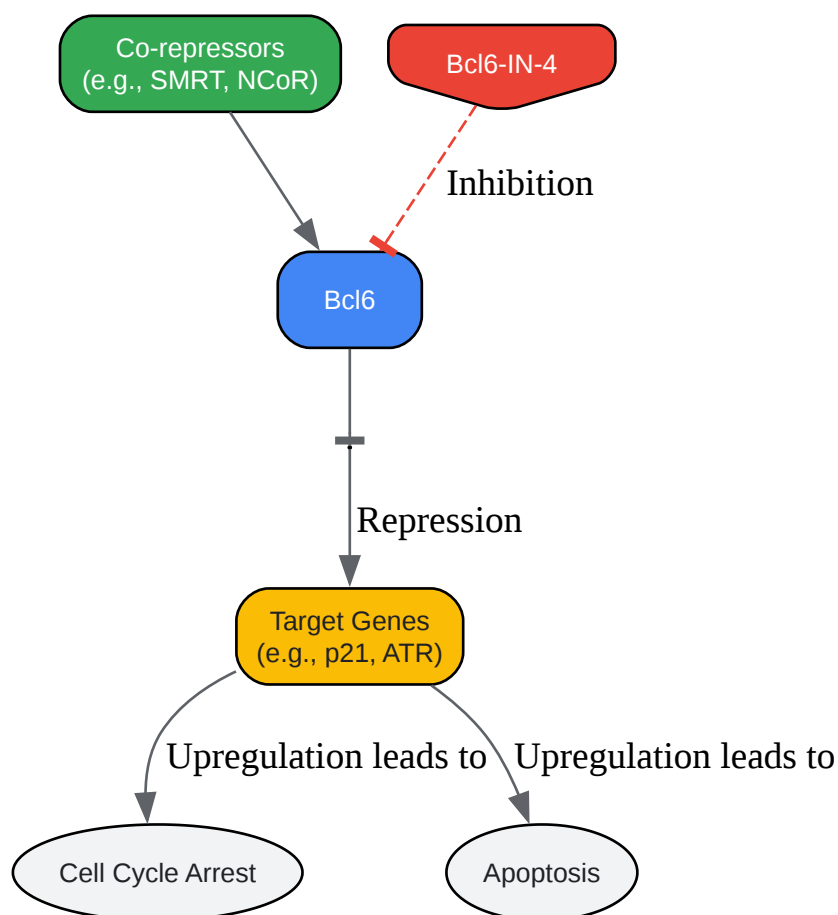 Co-repressors
(e.g., SMRT, NCoR)
Bcl6-IN-4
Inhibition
Bcl6
Repression
Target Genes
(e.g., p21, ATR)
Upregulation leads to
Upregulation leads to
Cell Cycle Arrest
Apoptosis